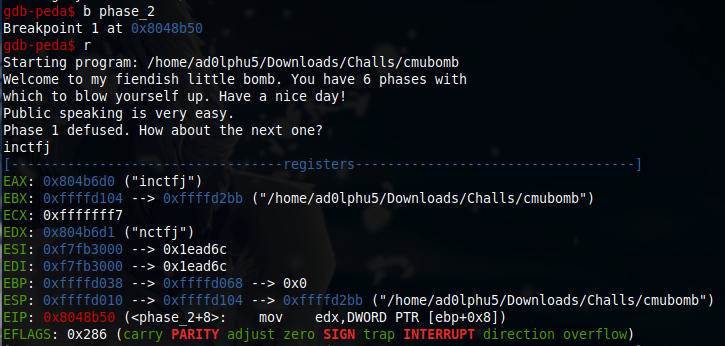 gdb-peda$ b phase_2
Breakpoint 1 at 0x8048b50
gdb-peda$ r
Starting program: /home/ad0lphu5/Downloads/Challs/cmubomb
Welcome to my fiendish little bomb. You have 6 phases with
which to blow yourself up. Have a nice day!
Public speaking is very easy.
Phase 1 defused. How about the next one?
inctfj
[----------------------------------registers-----------------------------------]
EAX: 0x804b6d0 ("inctfj")
EBX: 0xffffd104 --> 0xffffd2bb ("/home/ad0lphu5/Downloads/Challs/cmubomb")
ECX: 0xfffffff7
EDX: 0x804b6d1 ("nctfj")
ESI: 0xf7fb3000 --> 0x1ead6c
EDI: 0xf7fb3000 --> 0x1ead6c
EBP: 0xffffd038 --> 0xffffd068 --> 0x0
ESP: 0xffffd010 --> 0xffffd104 --> 0xffffd2bb ("/home/ad0lphu5/Downloads/Challs/cmubomb")
EIP: 0x8048b50 (<phase_2+8>: mov edx,DWORD PTR [ebp+0x8])
EFLAGS: 0x286 (carry PARITY adjust zero SIGN trap INTERRUPT direction overflow)